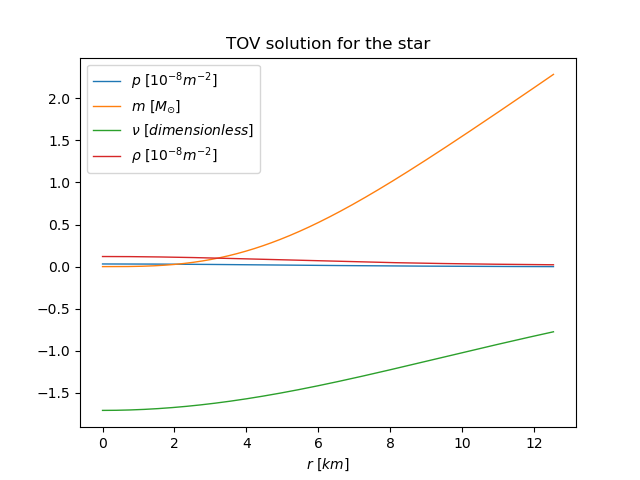 TOV solution for the star
p [10⁻⁸m⁻²]
m [M⊙]
ν [dimensionless]
ρ [10⁻⁸m⁻²]
2.0
1.5
1.0
0.5
0.0
−0.5
−1.0
−1.5
0 2 4 6 8 10 12
r [km]